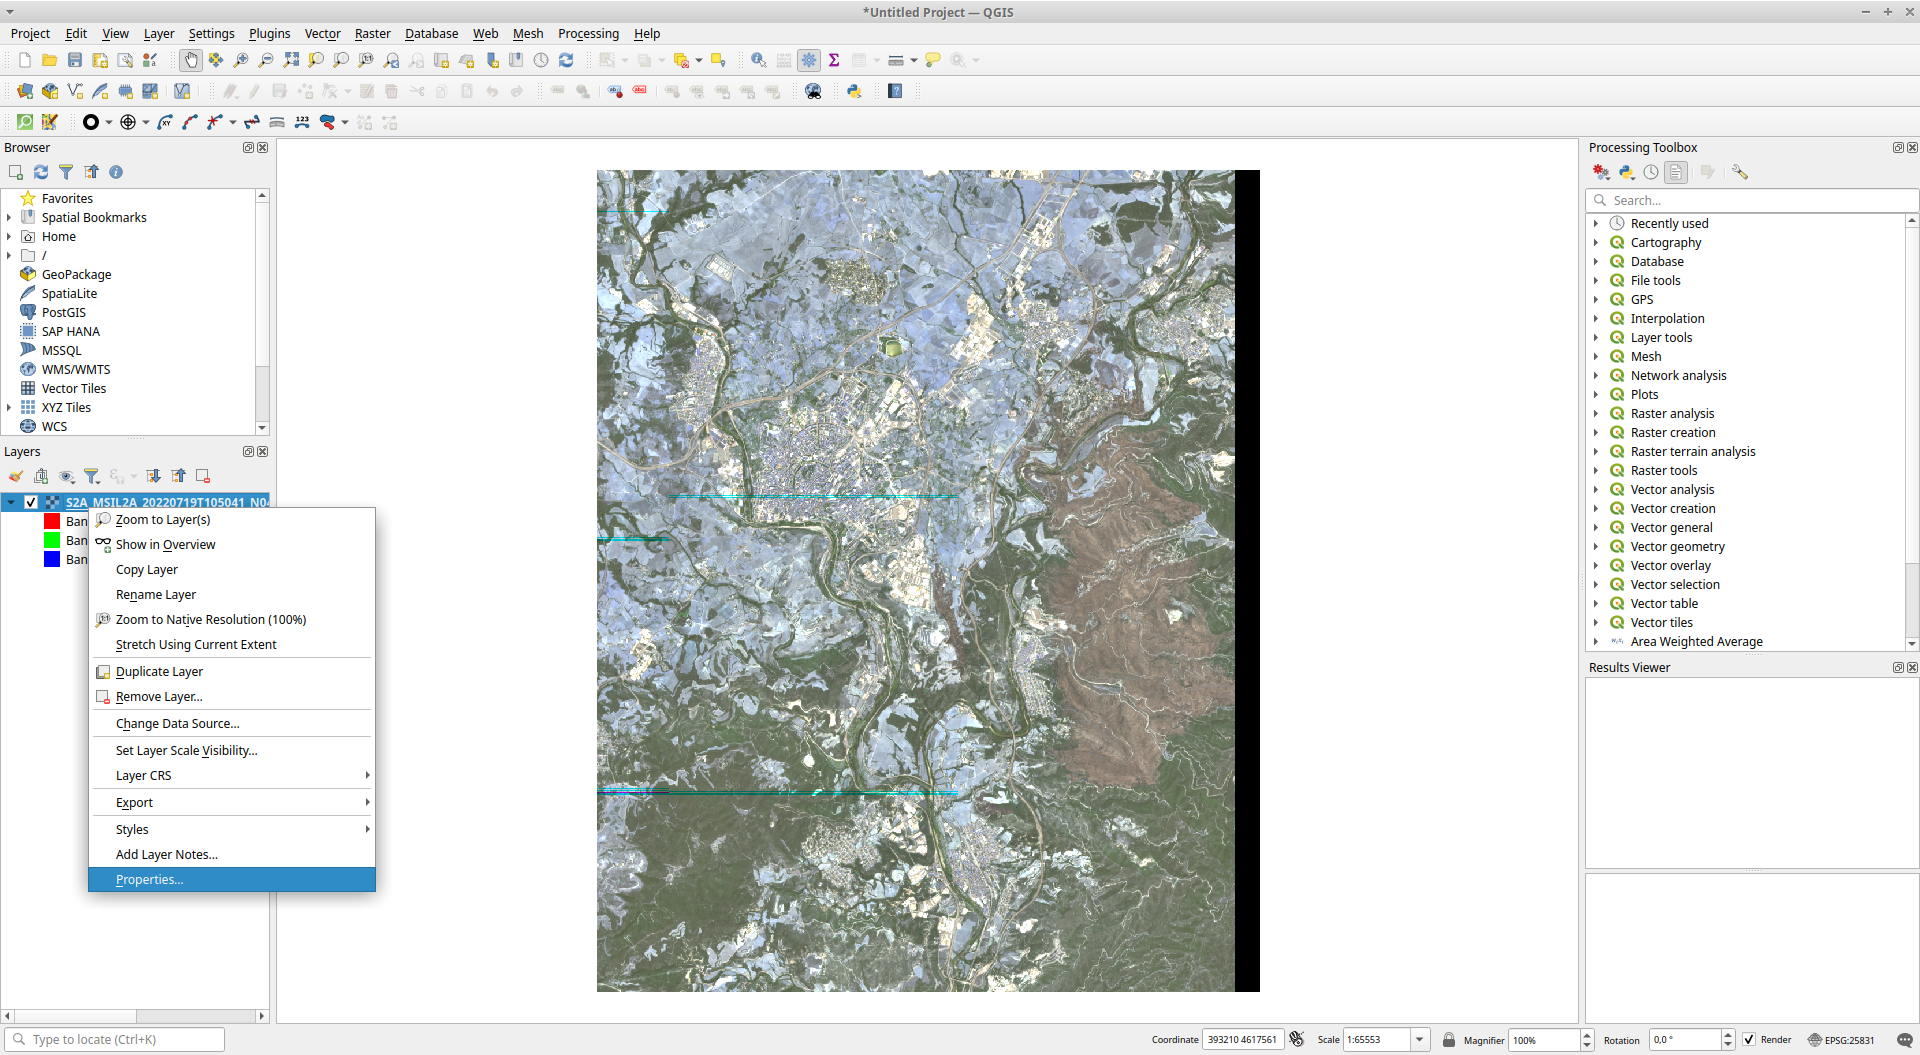 *Untitled Project — QGIS
Project Edit View Layer Settings Plugins Vector Raster Database Web Mesh Processing Help
Browser
Favorites
Spatial Bookmarks
Home
/
GeoPackage
SpatiaLite
PostGIS
SAP HANA
MSSQL
WMS/WMTS
Vector Tiles
XYZ Tiles
WCS
Layers
S2A_MSIL2A_20220719T105041_N04
Ban
Ban
Ban
Zoom to Layer(s)
Show in Overview
Copy Layer
Rename Layer
Zoom to Native Resolution (100%)
Stretch Using Current Extent
Duplicate Layer
Remove Layer...
Change Data Source...
Set Layer Scale Visibility...
Layer CRS
Export
Styles
Add Layer Notes...
Properties...
Processing Toolbox
Search...
Recently used
Cartography
Database
File tools
GPS
Interpolation
Layer tools
Mesh
Network analysis
Plots
Raster analysis
Raster creation
Raster terrain analysis
Raster tools
Vector analysis
Vector creation
Vector general
Vector geometry
Vector overlay
Vector selection
Vector table
Vector tiles
Area Weighted Average
Results Viewer
Type to locate (Ctrl+K)
Coordinate 393210 4617561 Scale 1:65553 Magnifier 100% Rotation 0,0 ° Render EPSG:25831